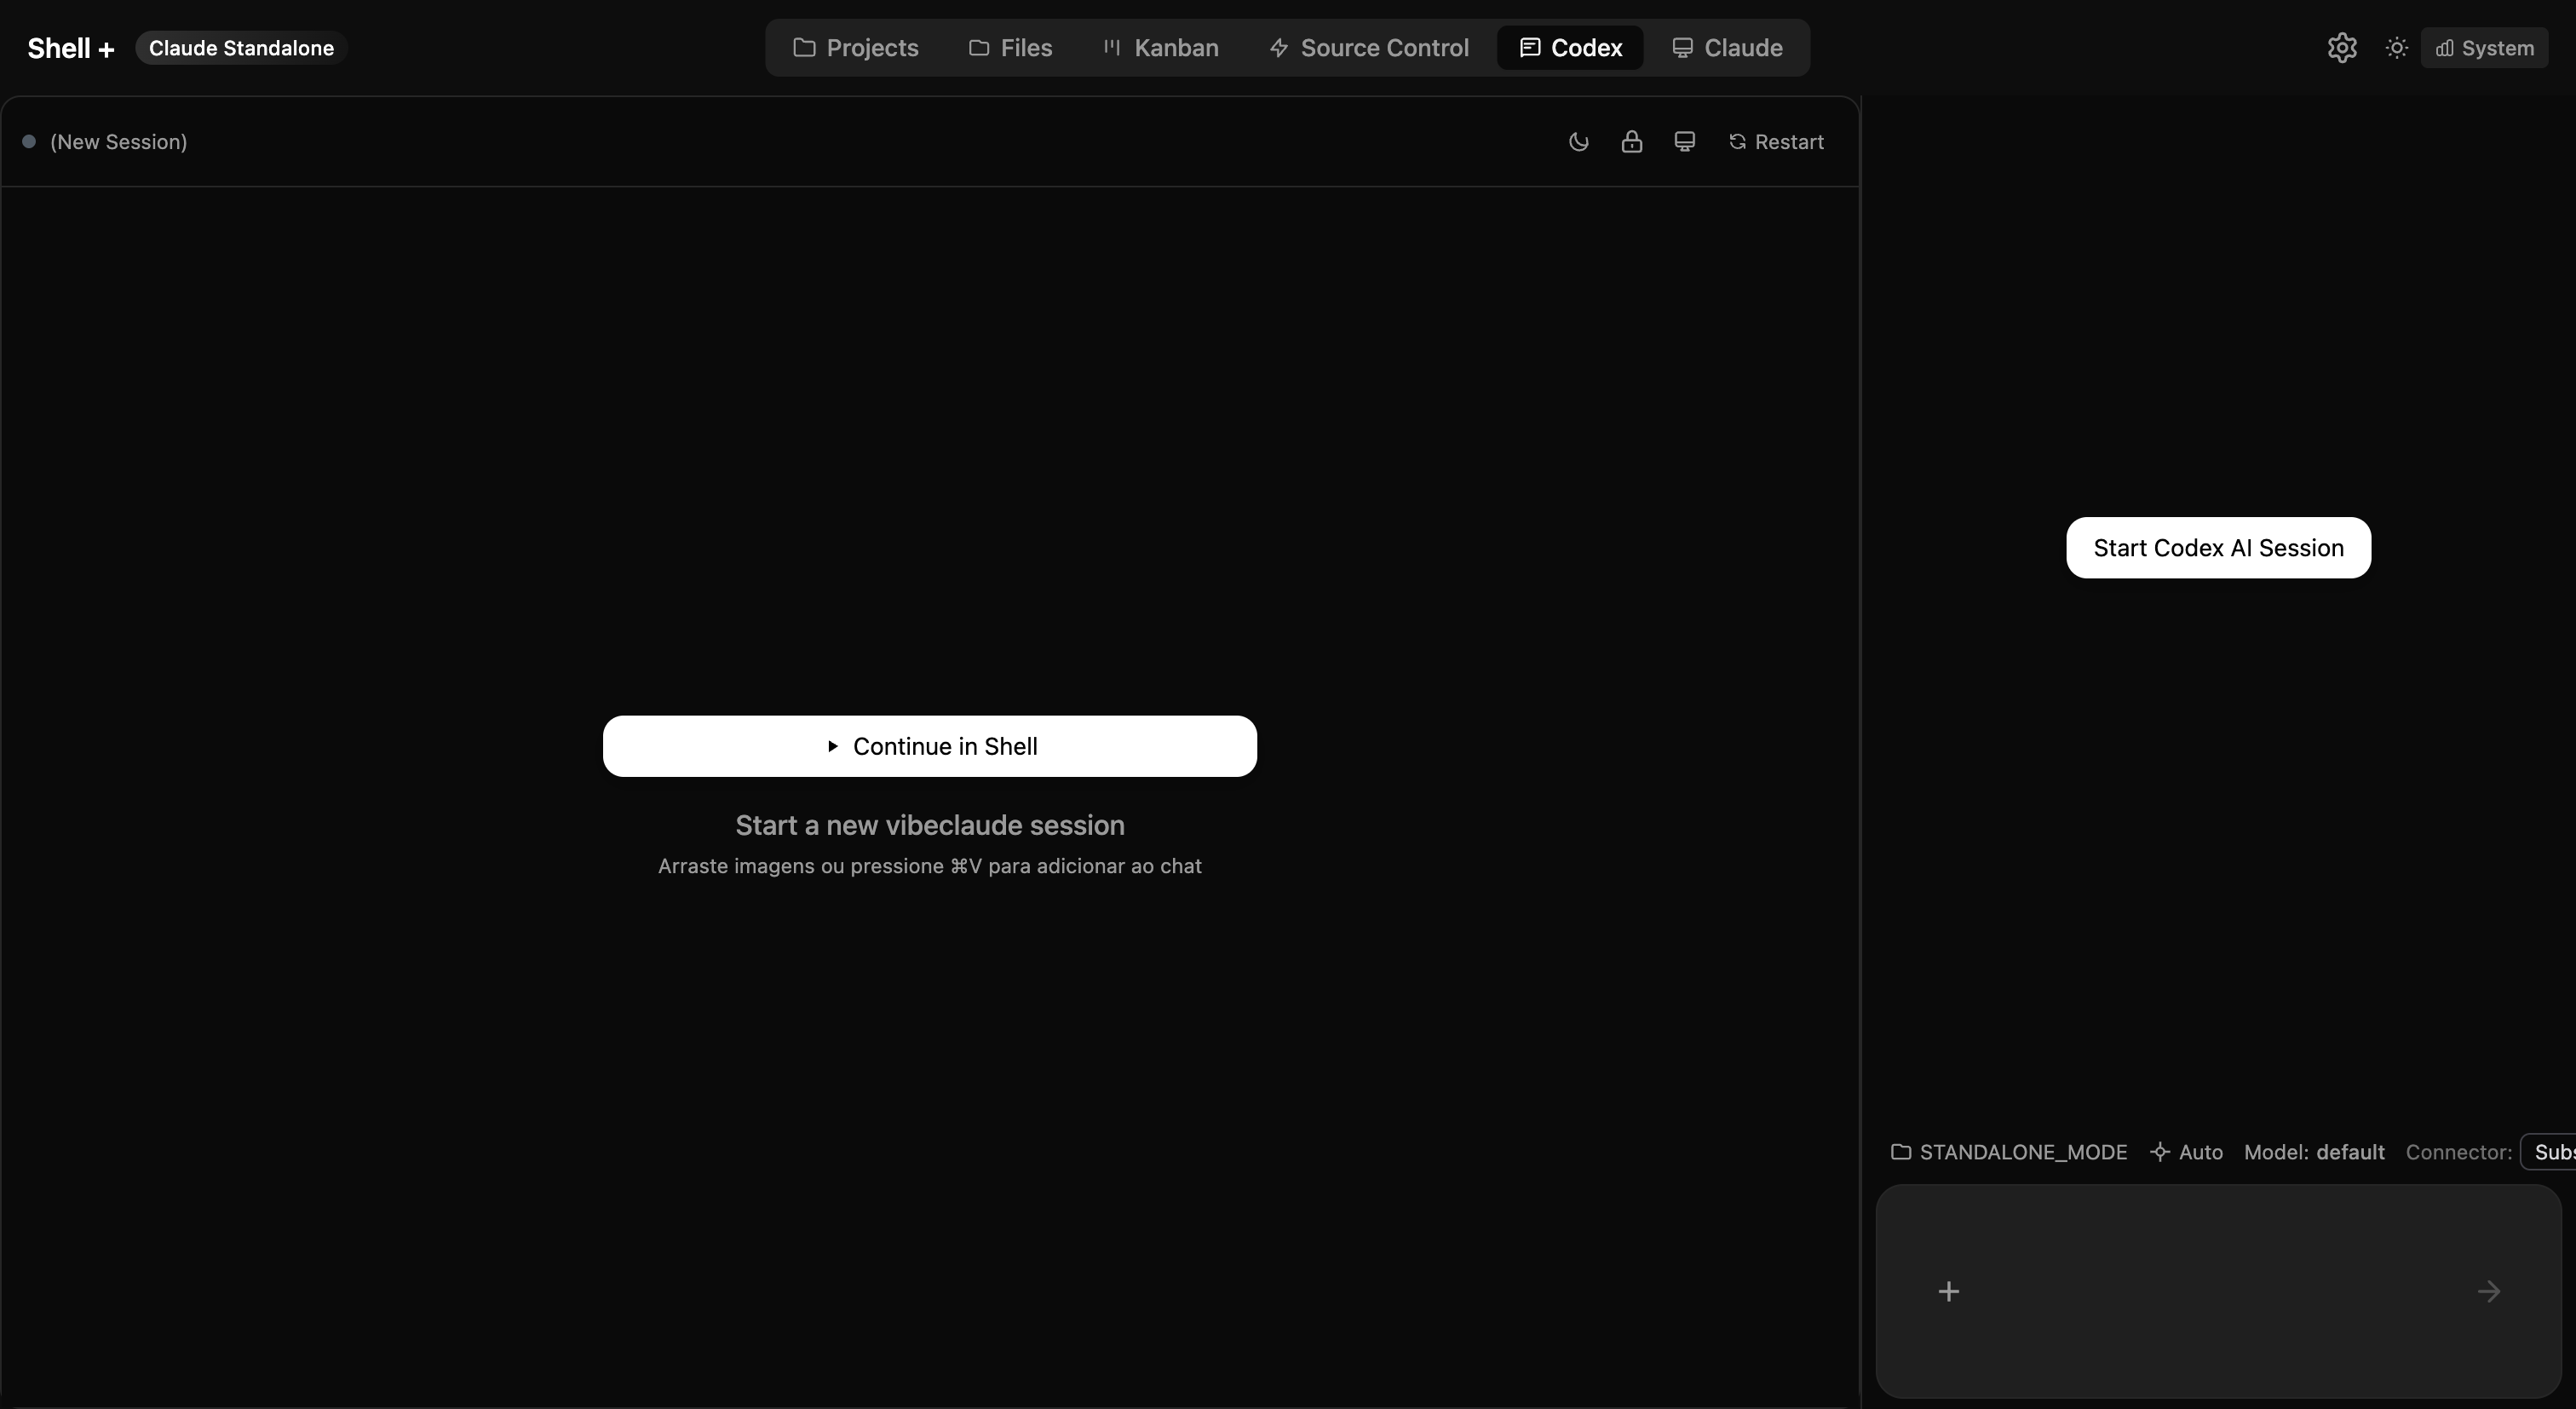 Shell + Claude Standalone Projects Files Kanban Source Control Codex Claude System
(New Session) Restart
Continue in Shell
Start a new vibeclaude session
Arraste imagens ou pressione ⌘V para adicionar ao chat
Start Codex AI Session
STANDALONE_MODE Auto Model: default Connector: Subs
+